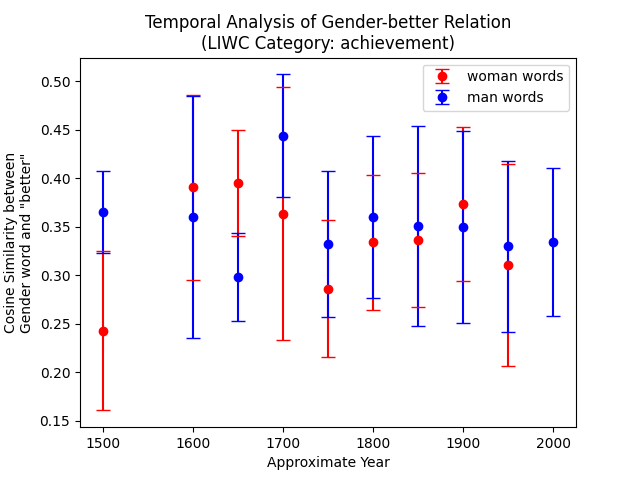 Temporal Analysis of Gender-better Relation
(LIWC Category: achievement)
woman words
man words
Cosine Similarity between
Gender word and "better"
0.50
0.45
0.40
0.35
0.30
0.25
0.20
0.15
1500
1600
1700
1800
1900
2000
Approximate Year